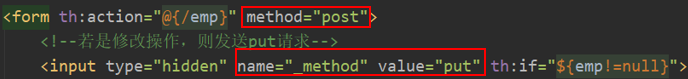 <form th:action="@{/emp}" method="post">
<!--若是修改操作，则发送put请求-->
<input type="hidden" name="_method" value="put" th:if="${emp!=null}">